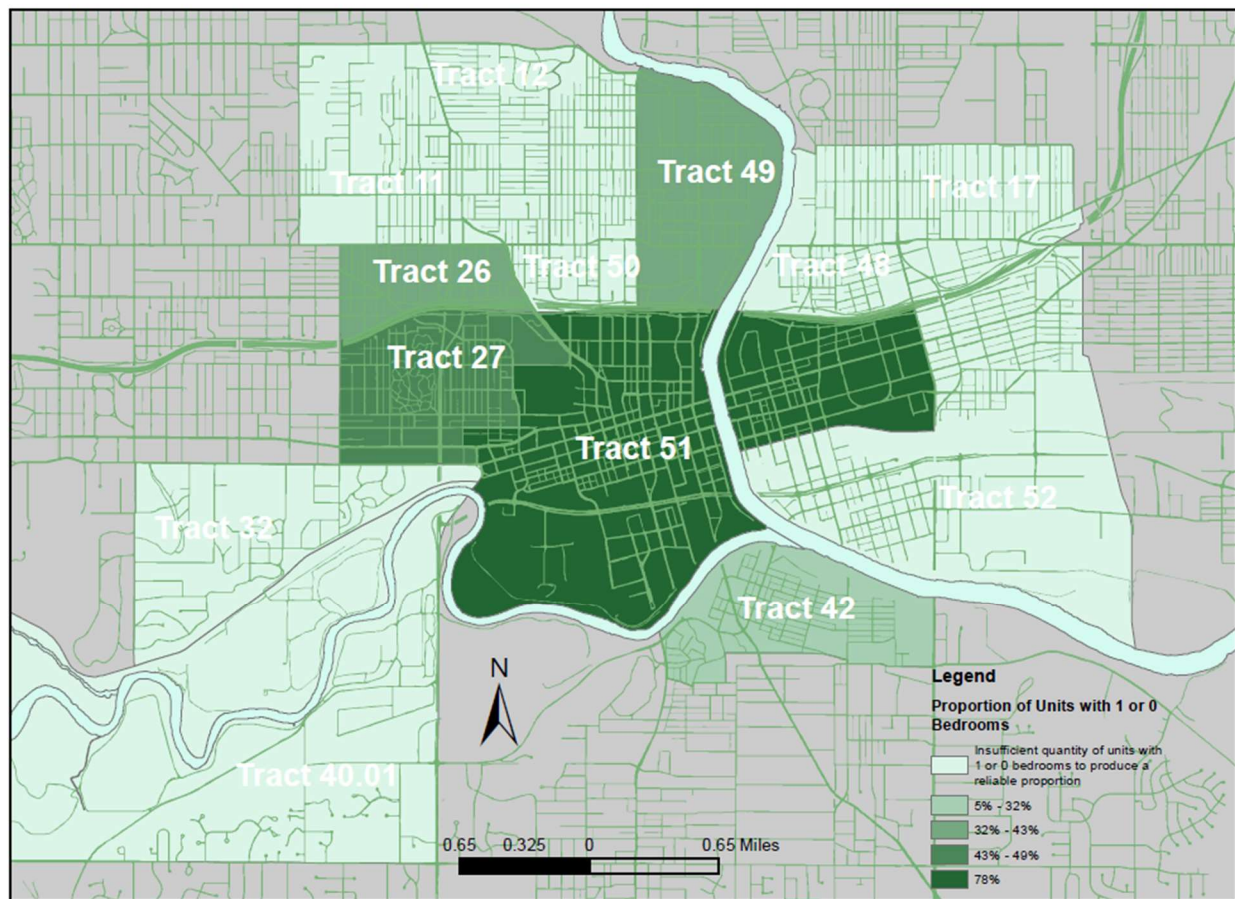 Tract 12
Tract 49
Tract 11
Tract 17
Tract 26
Tract 50
Tract 48
Tract 27
Tract 51
Tract 52
Tract 32
Tract 42
N
Tract 40.01
0.65 0.325 0 0.65 Miles
Legend
Proportion of Units with 1 or 0
Bedrooms
Insufficient quantity of units with
1 or 0 bedrooms to produce a
reliable proportion
5% - 32%
32% - 43%
43% - 49%
78%